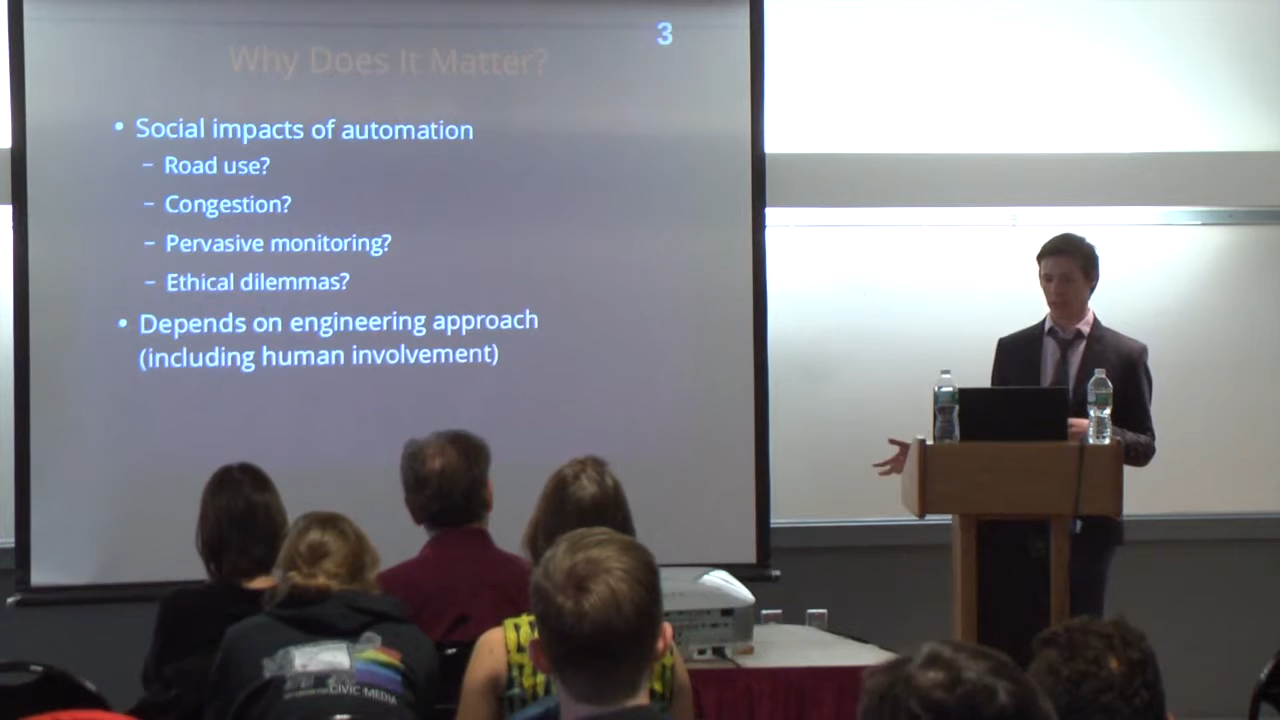 3
Why Does It Matter?
• Social impacts of automation
– Road use?
– Congestion?
– Pervasive monitoring?
– Ethical dilemmas?
• Depends on engineering approach
(including human involvement)
CIVIC MEDIA